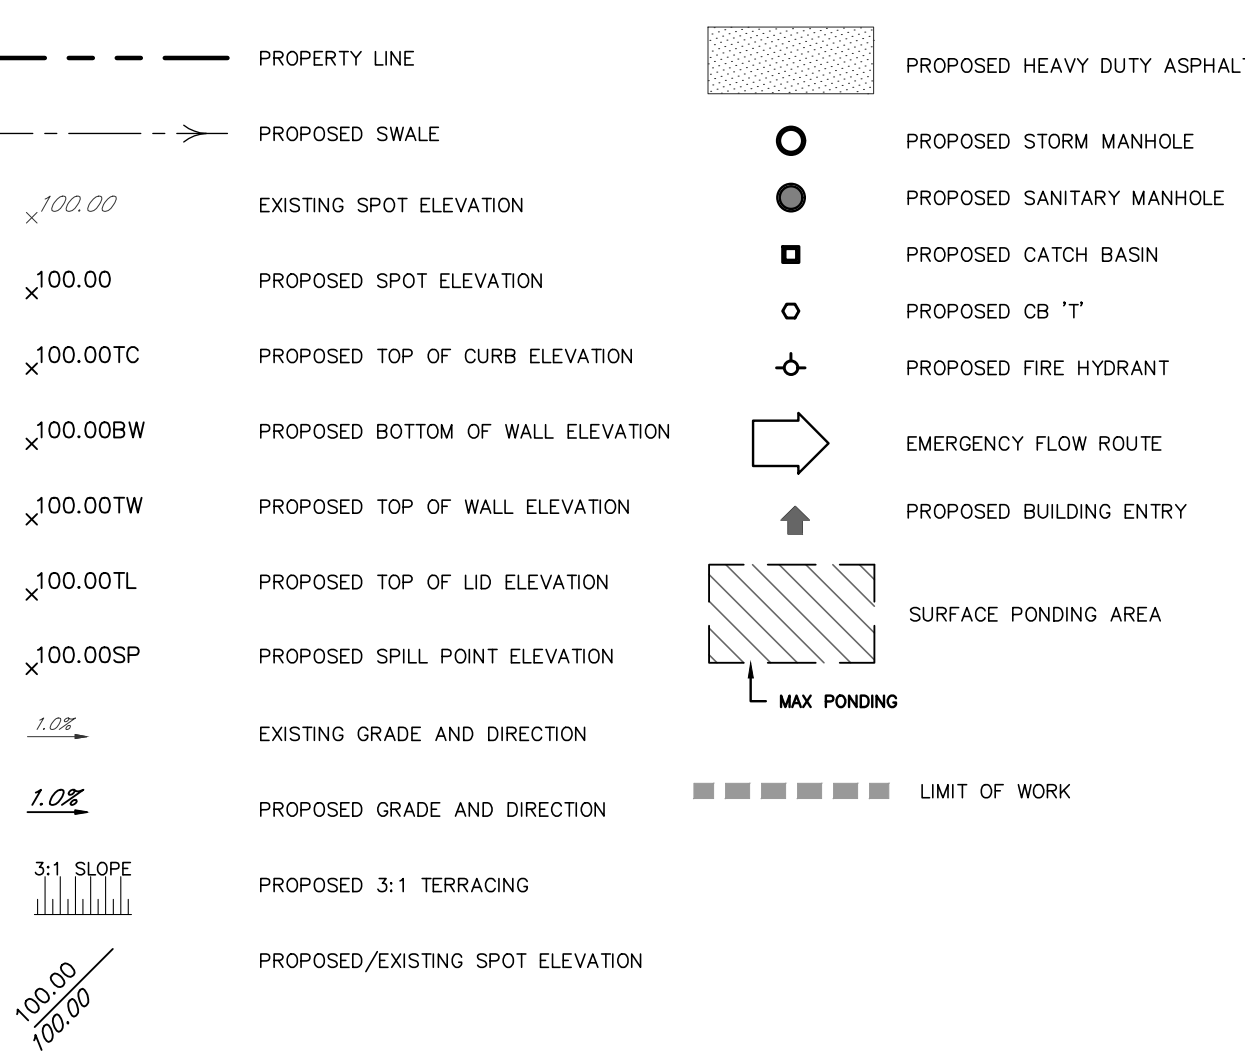 PROPERTY LINE
PROPOSED SWALE
100.00
EXISTING SPOT ELEVATION
100.00
PROPOSED SPOT ELEVATION
100.00TC
PROPOSED TOP OF CURB ELEVATION
100.00BW
PROPOSED BOTTOM OF WALL ELEVATION
100.00TW
PROPOSED TOP OF WALL ELEVATION
100.00TL
PROPOSED TOP OF LID ELEVATION
100.00SP
PROPOSED SPILL POINT ELEVATION
1.0%
EXISTING GRADE AND DIRECTION
1.0%
PROPOSED GRADE AND DIRECTION
3:1 SLOPE
PROPOSED 3:1 TERRACING
100.00
100.00
PROPOSED/EXISTING SPOT ELEVATION
PROPOSED HEAVY DUTY ASPHALT
PROPOSED STORM MANHOLE
PROPOSED SANITARY MANHOLE
PROPOSED CATCH BASIN
PROPOSED CB 'T'
PROPOSED FIRE HYDRANT
EMERGENCY FLOW ROUTE
PROPOSED BUILDING ENTRY
SURFACE PONDING AREA
MAX PONDING
LIMIT OF WORK